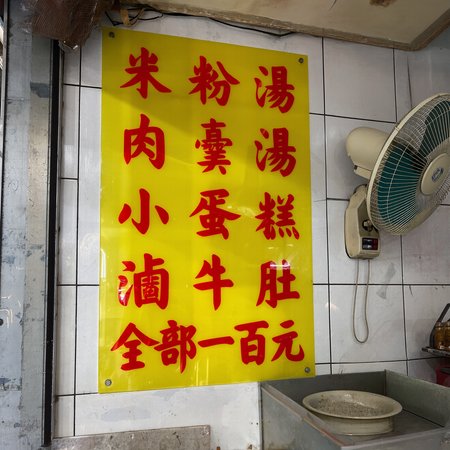 米粉湯
肉羹湯
小蛋糕
滷牛肚
全部一百元